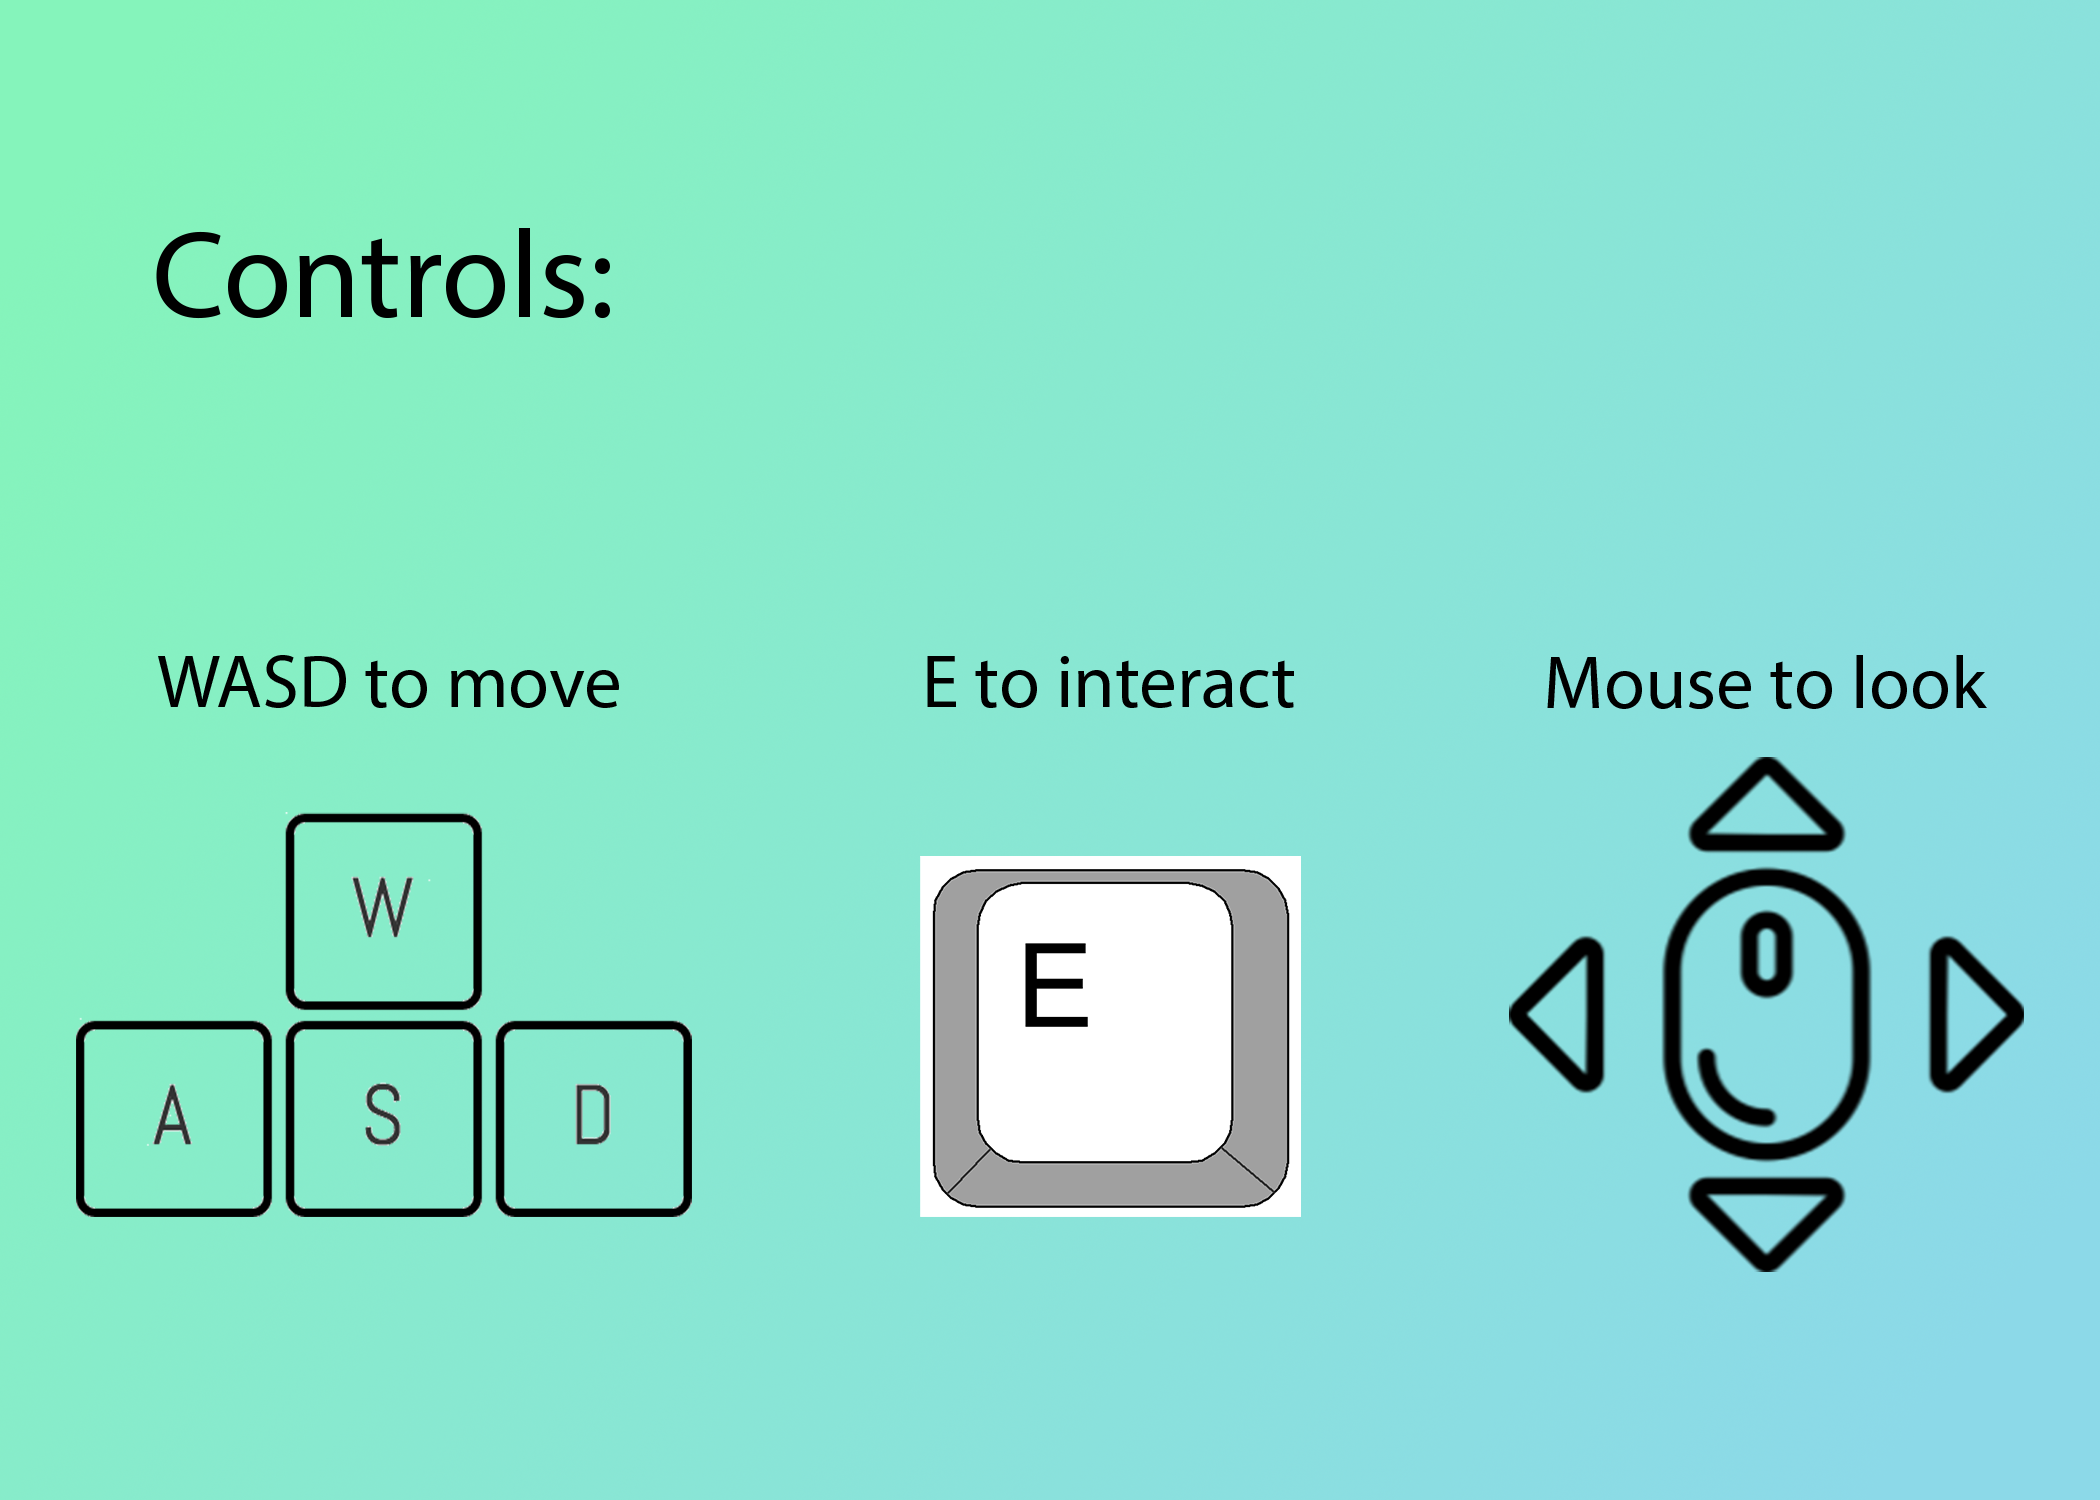 Controls:
WASD to move
E to interact
Mouse to look
W
A S D
E